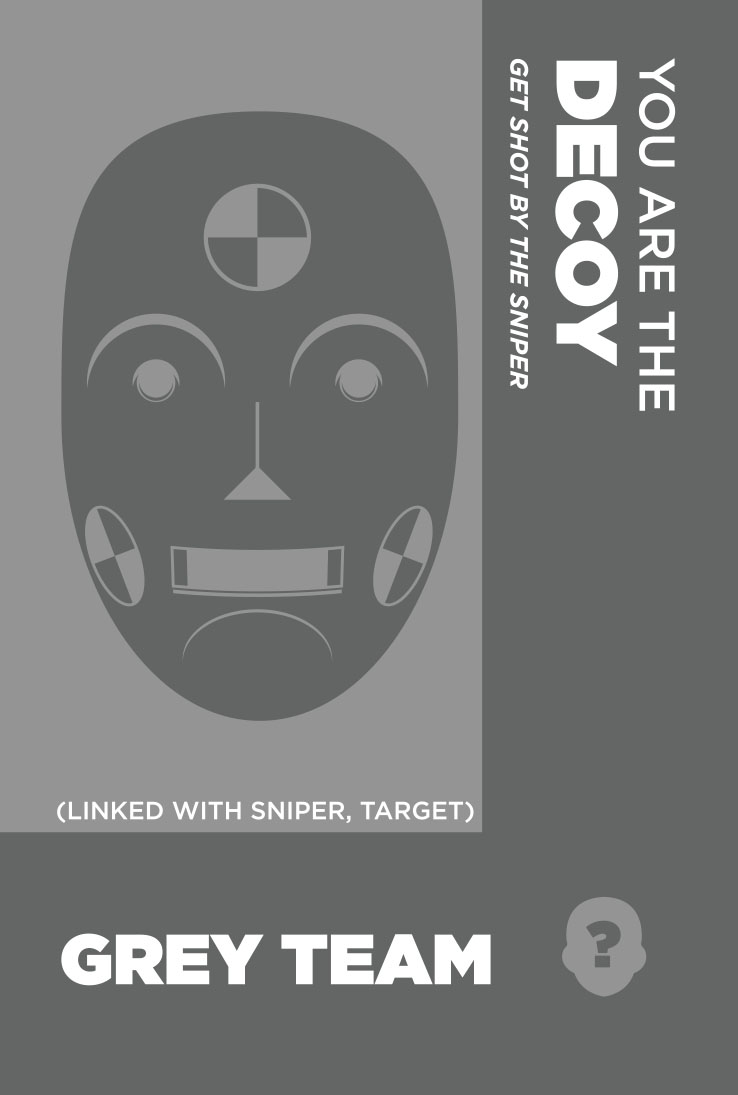 YOU ARE THE
DECOY
GET SHOT BY THE SNIPER
(LINKED WITH SNIPER, TARGET)
GREY TEAM
?